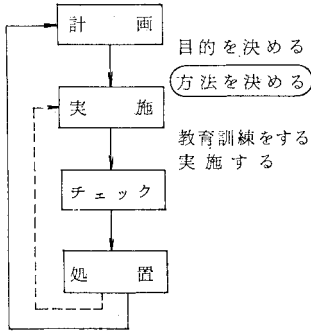 計画
目的を決める
方法を決める
実施
教育訓練をする
実施する
チェック
処置